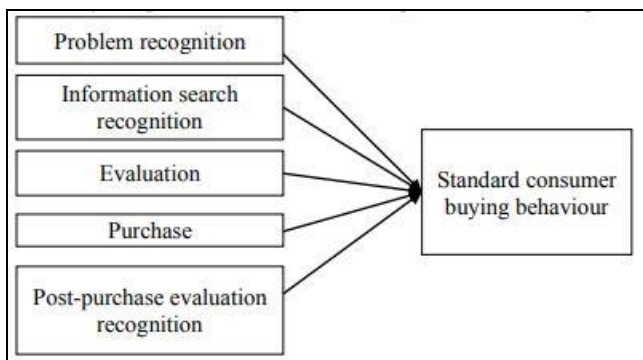 Problem recognition
Information search
recognition
Evaluation
Purchase
Post-purchase evaluation
recognition
Standard consumer
buying behaviour